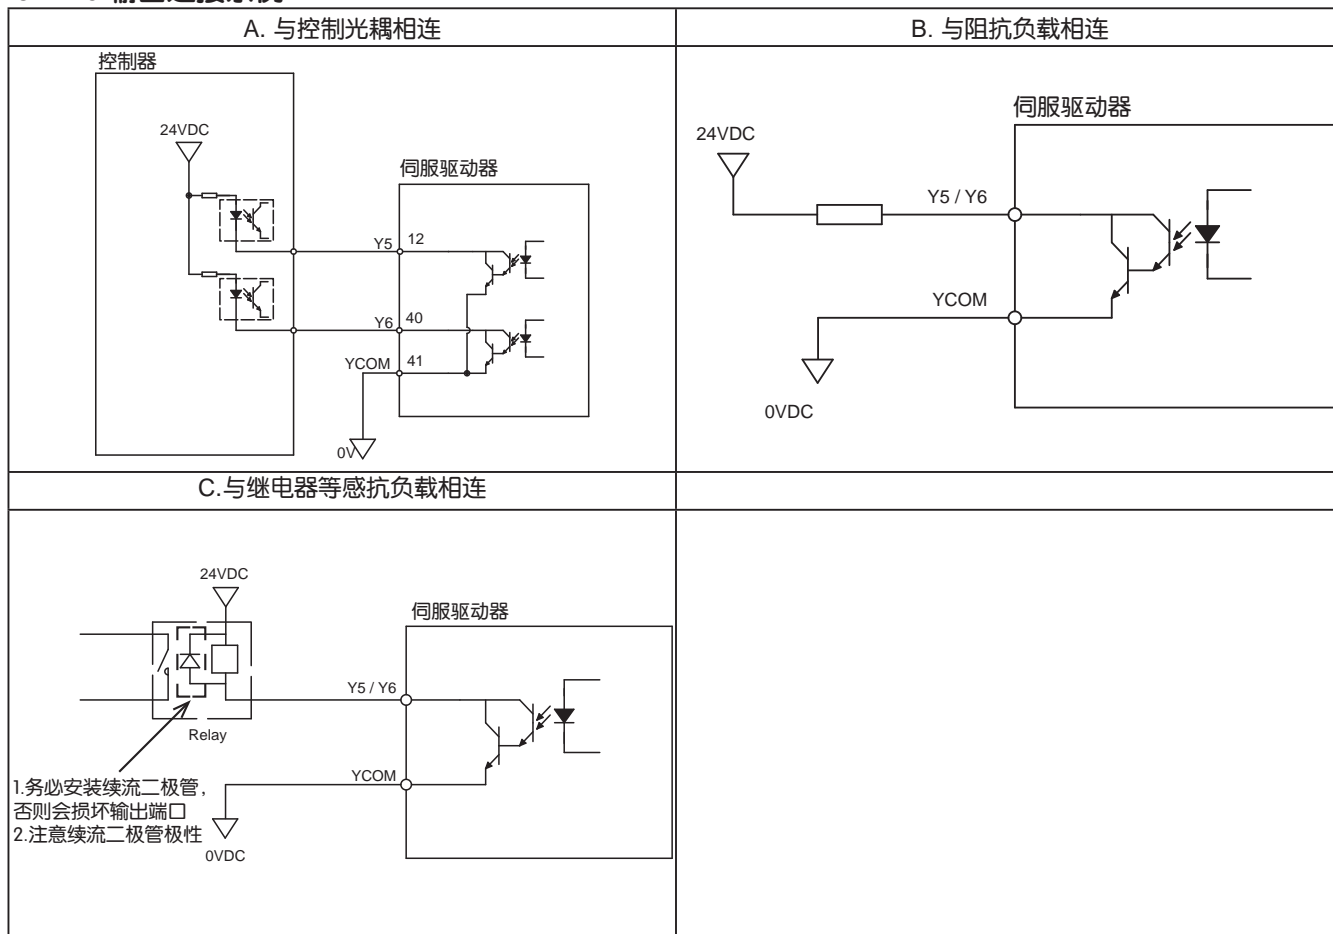 A. 与控制光耦相连
B. 与阻抗负载相连
控制器
24VDC
伺服驱动器
Y5
12
Y6
40
YCOM
41
0V
伺服驱动器
24VDC
Y5 / Y6
YCOM
0VDC
C.与继电器等感抗负载相连
24VDC
伺服驱动器
Y5 / Y6
Relay
YCOM
1.务必安装续流二极管，
否则会损坏输出端口
2.注意续流二极管极性
0VDC